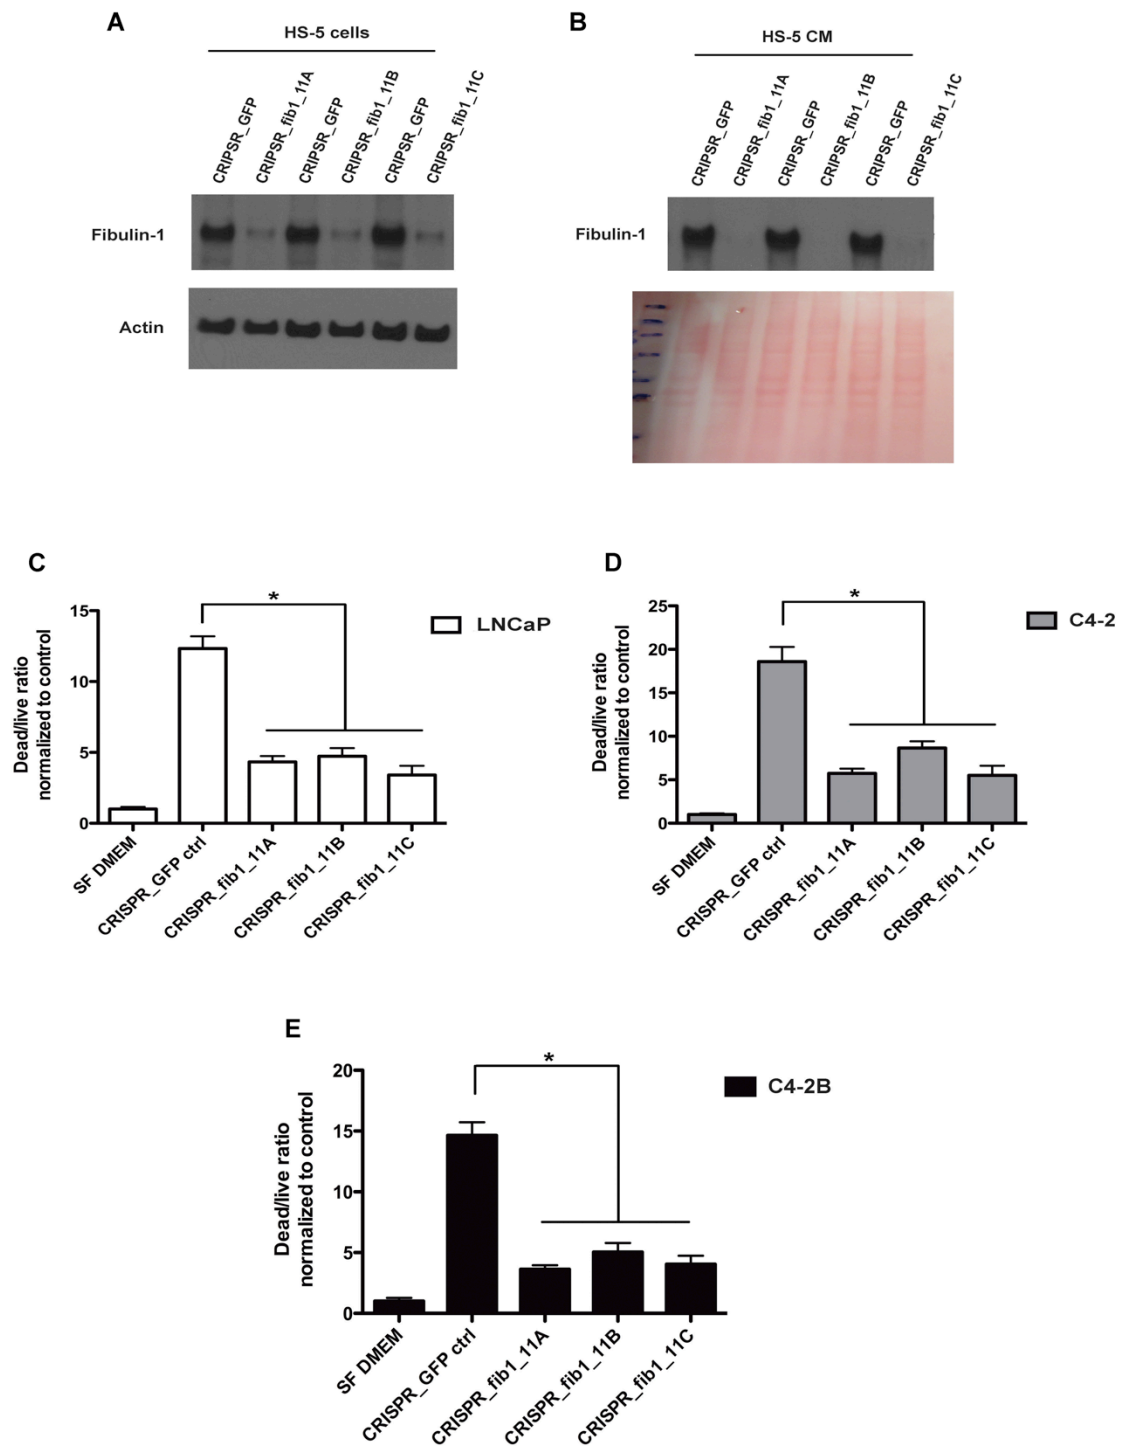 A
HS-5 cells
CRIPSR_GFP
CRIPSR_fib1_11A
CRIPSR_GFP
CRIPSR_fib1_11B
CRIPSR_GFP
CRIPSR_fib1_11C
Fibulin-1
Actin
B
HS-5 CM
CRIPSR_GFP
CRIPSR_fib1_11A
CRIPSR_GFP
CRIPSR_fib1_11B
CRIPSR_GFP
CRIPSR_fib1_11C
Fibulin-1
C
Dead/live ratio
normalized to control
15
10
5
0
*
LNCaP
SF DMEM
CRISPR_GFP ctrl
CRISPR_fib1_11A
CRISPR_fib1_11B
CRISPR_fib1_11C
D
Dead/live ratio
normalized to control
25
20
15
10
5
0
*
C4-2
SF DMEM
CRISPR_GFP ctrl
CRISPR_fib1_11A
CRISPR_fib1_11B
CRISPR_fib1_11C
E
Dead/live ratio
normalized to control
20
15
10
5
0
*
C4-2B
SF DMEM
CRISPR_GFP ctrl
CRISPR_fib1_11A
CRISPR_fib1_11B
CRISPR_fib1_11C